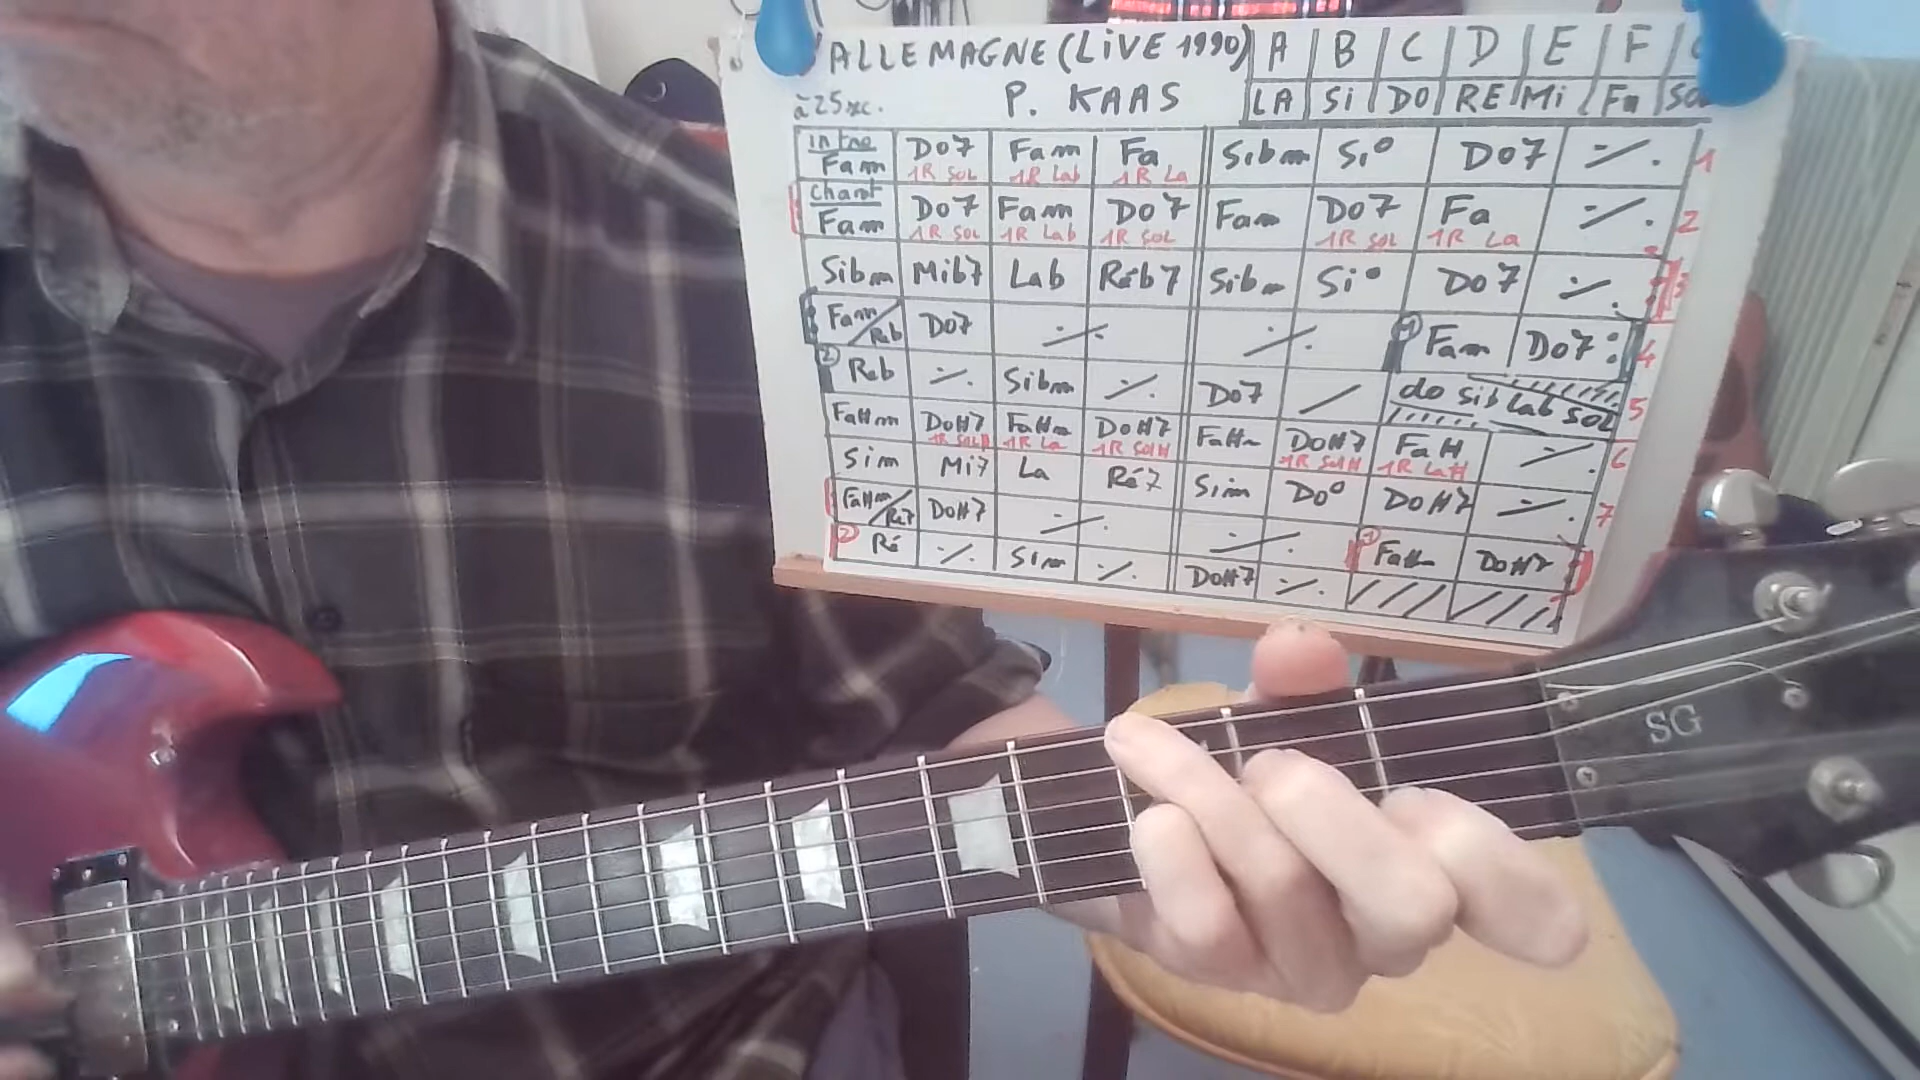 ALLEMAGNE (LiVE 1990) A B C D E F
à 25 sec. P. KAAS LA Si DO RE Mi Fa
intro
Fam Do7 Fam Fa Sibm Si° Do7 ٪ 1
1R SOL 1R Lab 1R La
chant
Fam Do7 Fam Do7 Fam Do7 Fa ٪ 2
1R SOL 1R Lab 1R SOL 1R SOL 1R La
Sibm Mib7 Lab Réb7 Sibm Si° Do7 ٪ 3
Fam/Reb Do7 ٪ ٪ 1 Fam Do7 : 4
2 Reb ٪ Sibm ٪ Do7 / do sib lab SOL 5
Fa#m Do#7 Fa#m Do#7 Fa#m Do#7 Fa# ٪ 6
1R SOL# 1R La 1R SOL# 1R SOL# 1R La#
Sim Mi7 La Ré7 Sim Do° Do#7 ٪ 7
Fa#m/Re7 Do#7 ٪ ٪ 1 Fa#m Do#7
2 Ré ٪ Sim ٪ Do#7 ٪
SG